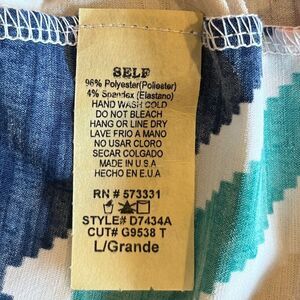 SELF
96% Polyester(Poliester)
4% Spandex (Elastano)
HAND WASH COLD
DO NOT BLEACH
HANG OR LINE DRY
LAVE FRIO A MANO
NO USAR CLORO
SECAR COLGADO
MADE IN U.S.A
HECHO EN E.U.A
RN # 573331
STYLE# D7434A
CUT# G9538 T
L/Grande